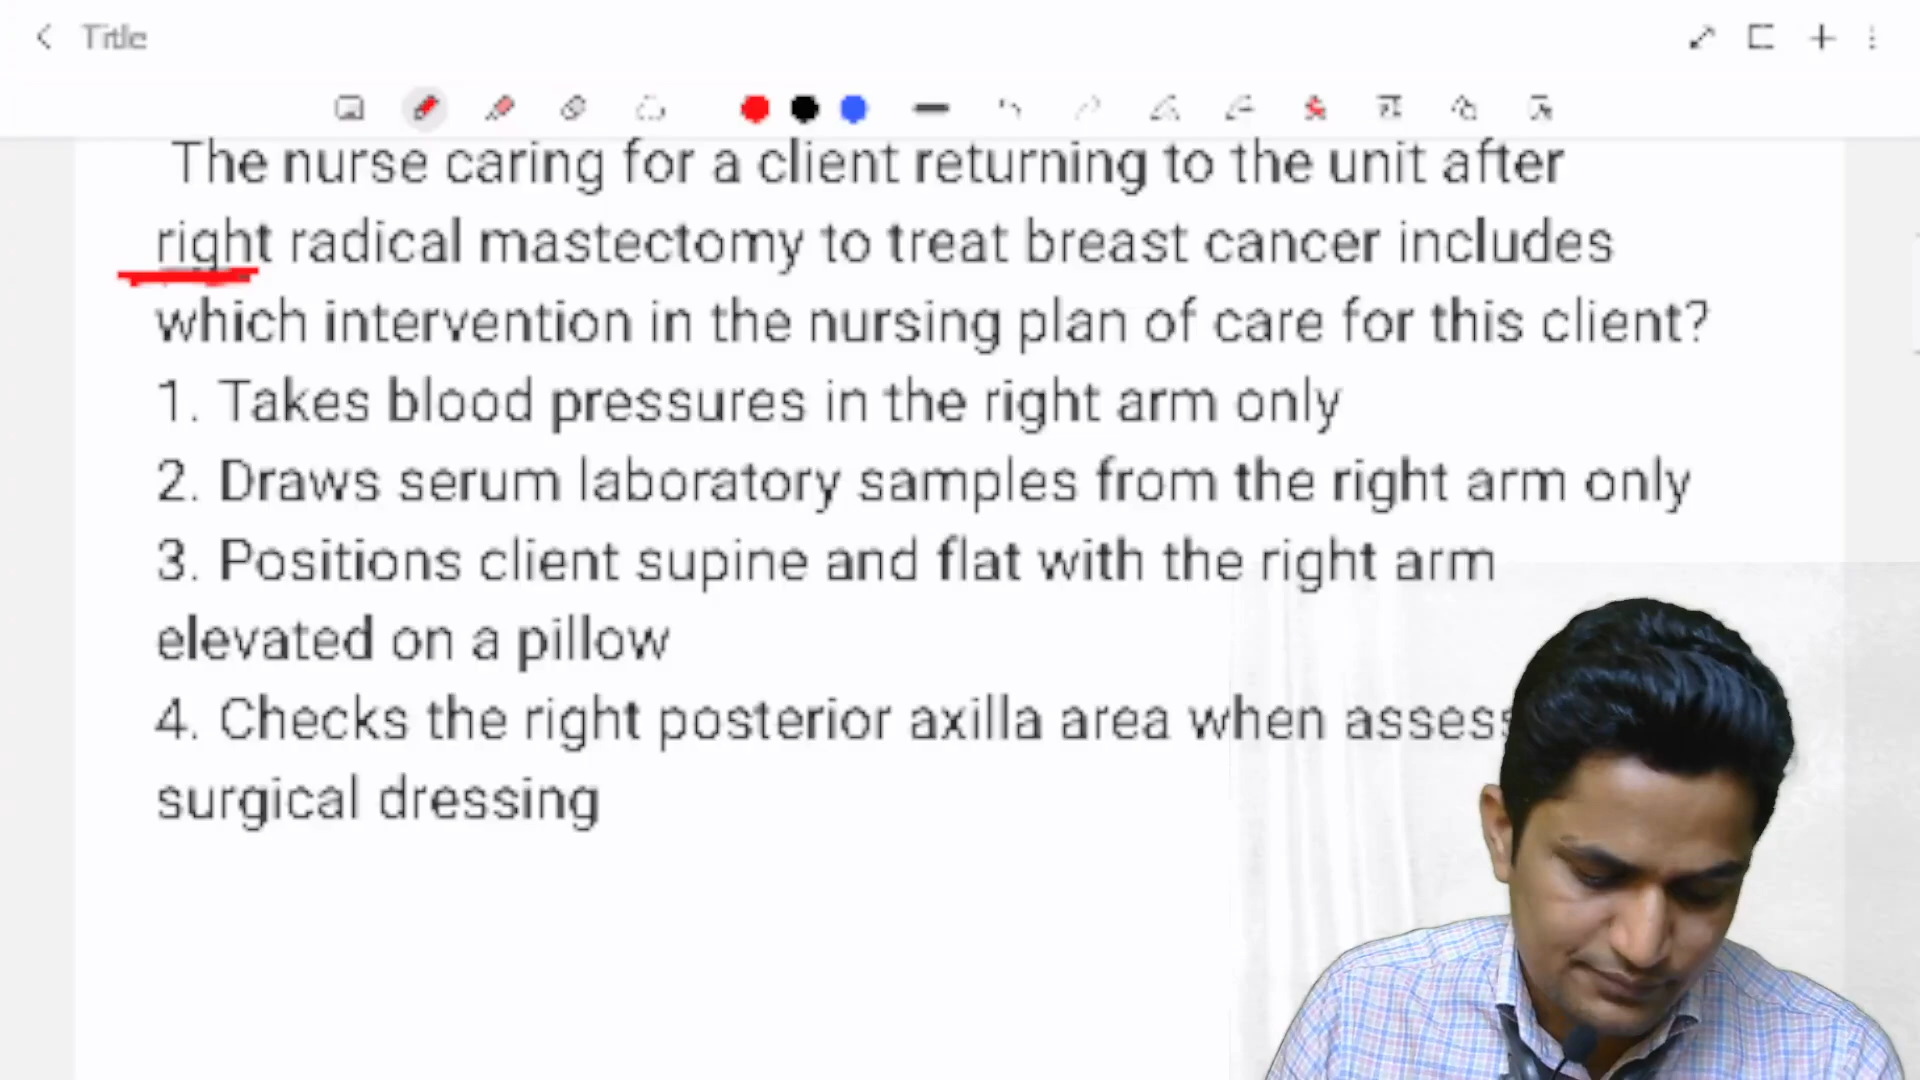 Title
The nurse caring for a client returning to the unit after
right radical mastectomy to treat breast cancer includes
which intervention in the nursing plan of care for this client?
1. Takes blood pressures in the right arm only
2. Draws serum laboratory samples from the right arm only
3. Positions client supine and flat with the right arm
elevated on a pillow
4. Checks the right posterior axilla area when
surgical dressing